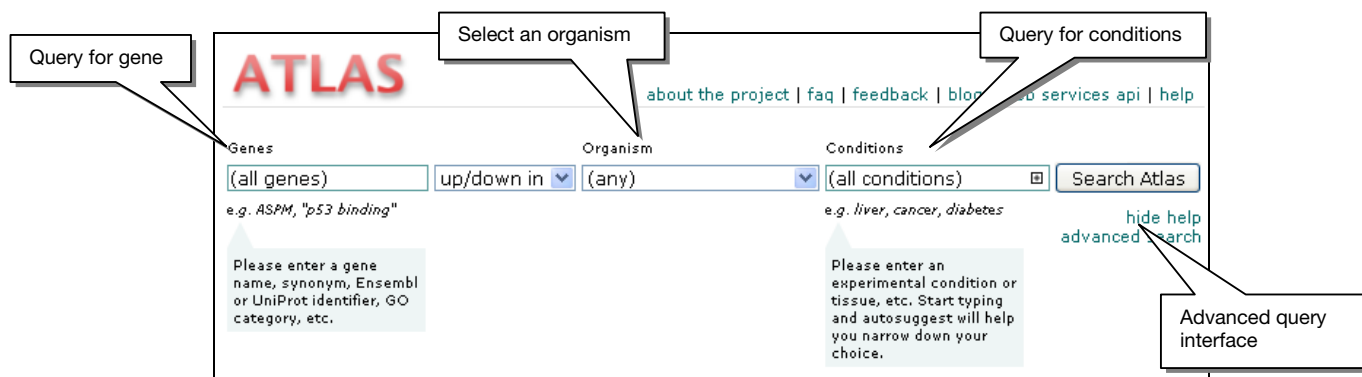 Query for gene
Select an organism
Query for conditions
ATLAS
about the project | faq | feedback | blog services api | help
Genes
Organism
Conditions
(all genes)
up/down in
(any)
(all conditions)
Search Atlas
e.g. ASPM, "p53 binding"
e.g. liver, cancer, diabetes
hide help
advanced search
Please enter a gene
name, synonym, Ensembl
or UniProt identifier, GO
category, etc.
Please enter an
experimental condition or
tissue, etc. Start typing
and autosuggest will help
you narrow down your
choice.
Advanced query
interface